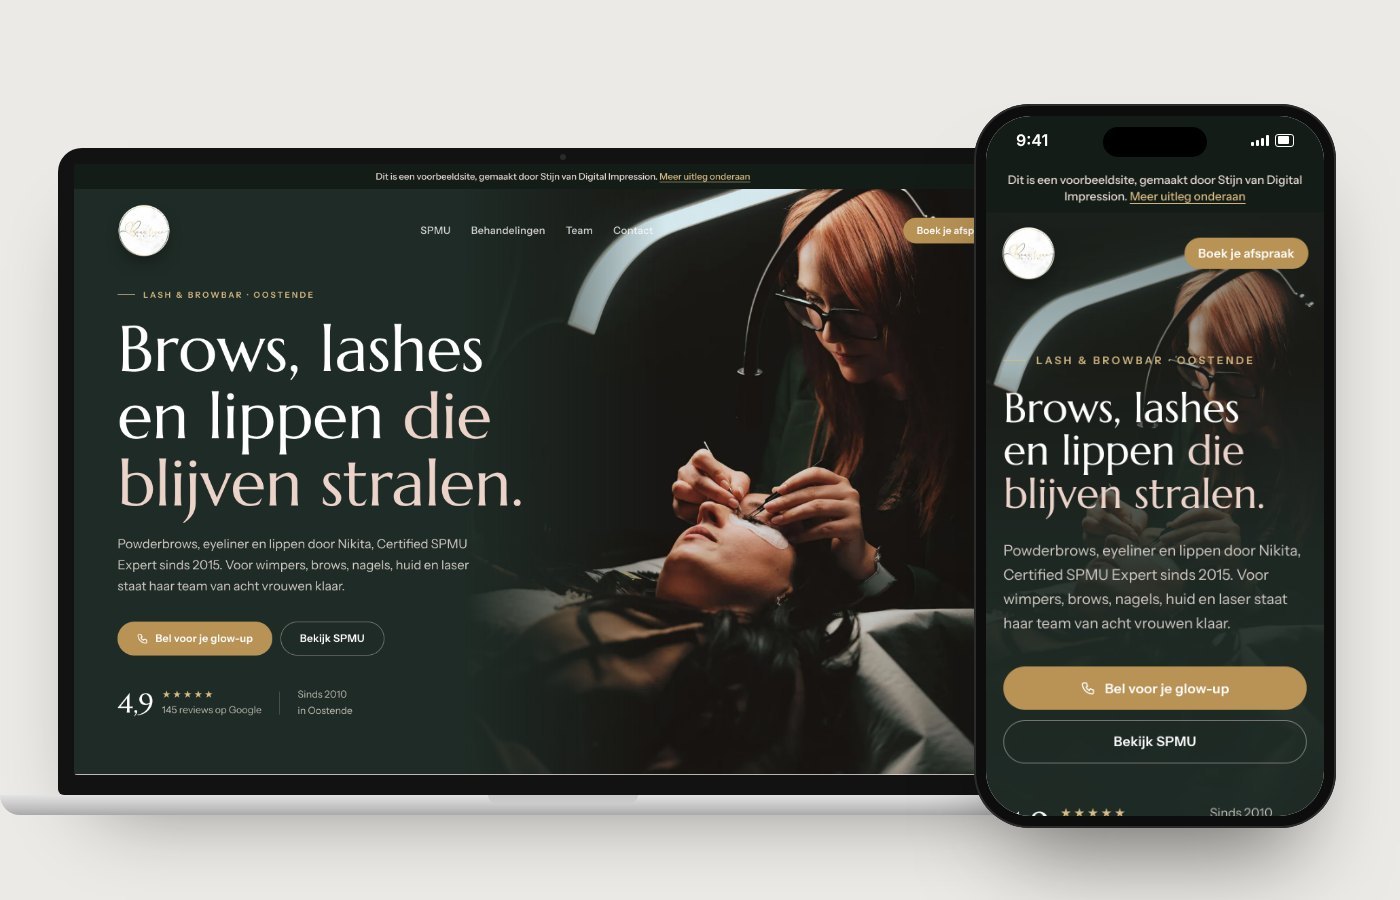 Dit is een voorbeeldsite, gemaakt door Stijn van Digital Impression. Meer uitleg onderaan
SPMU Behandelingen Team Contact
Boek je
LASH & BROWBAR · OOSTENDE
Brows, lashes
en lippen die
blijven stralen.
Powderbrows, eyeliner en lippen door Nikita, Certified SPMU
Expert sinds 2015. Voor wimpers, brows, nagels, huid en laser
staat haar team van acht vrouwen klaar.
Bel voor je glow-up Bekijk SPMU
4,9 ★★★★★
145 reviews op Google
Sinds 2010
in Oostende
9:41
Dit is een voorbeeldsite, gemaakt door Stijn van Digital
Impression. Meer uitleg onderaan
Boek je afspraak
LASH & BROWBAR · OOSTENDE
Brows, lashes
en lippen die
blijven stralen.
Powderbrows, eyeliner en lippen door Nikita,
Certified SPMU Expert sinds 2015. Voor
wimpers, brows, nagels, huid en laser staat
haar team van acht vrouwen klaar.
Bel voor je glow-up
Bekijk SPMU
★★★★★ Sinds 2010